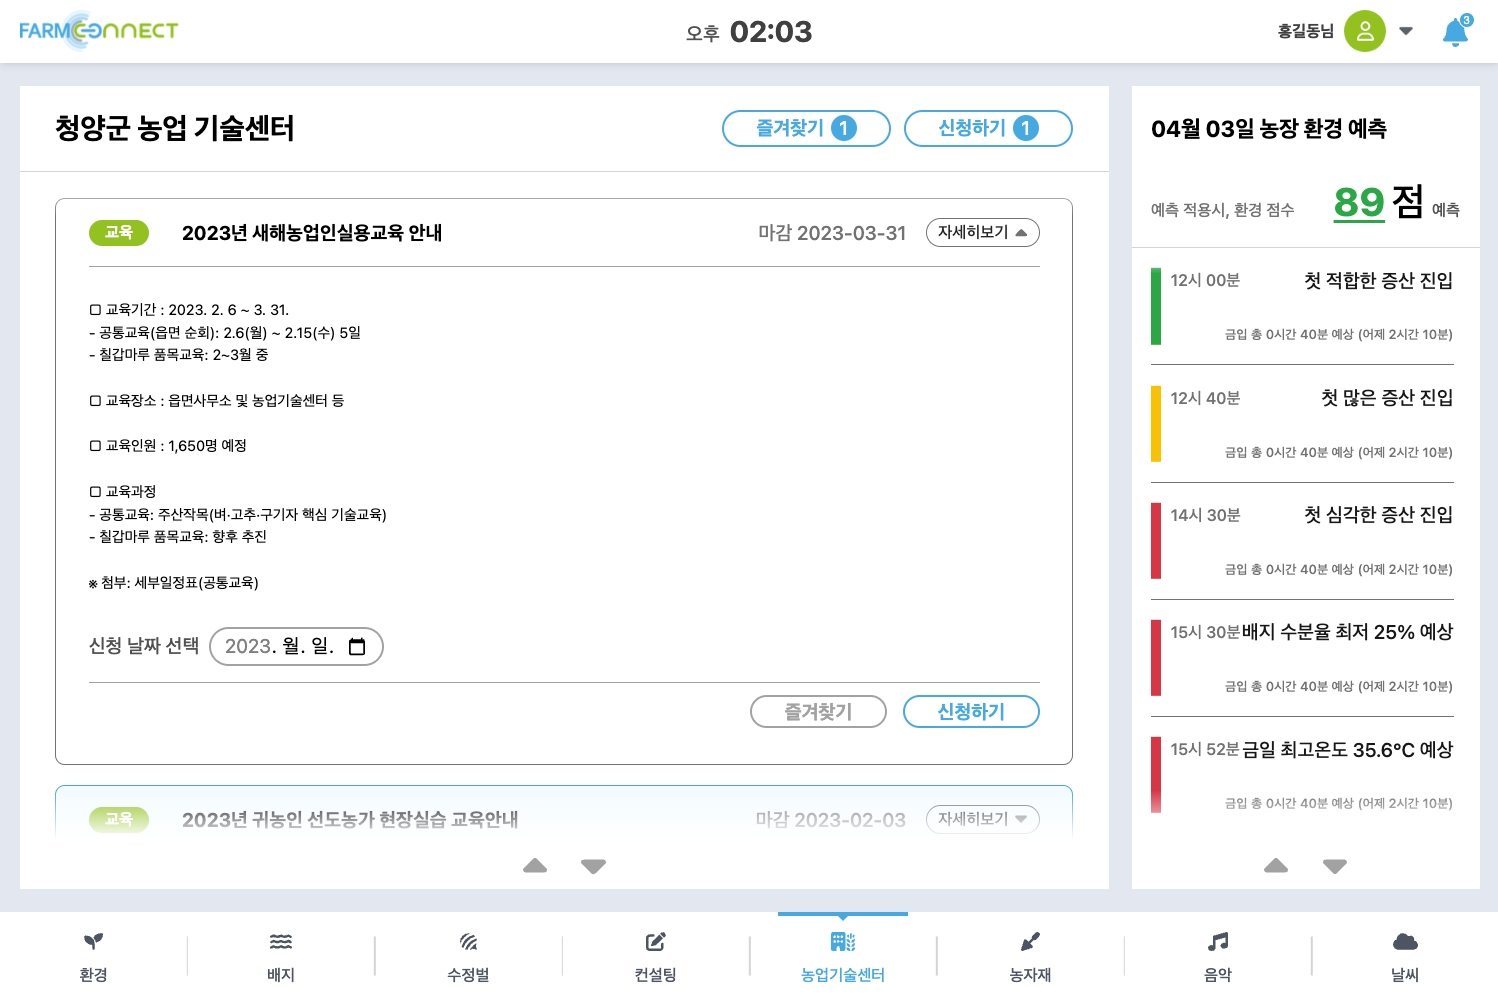 FARMCONNECT
오후 02:03
홍길동님
3
청양군 농업 기술센터
즐겨찾기 1
신청하기 1
교육
2023년 새해농업인실용교육 안내
마감 2023-03-31
자세히보기
□ 교육기간 : 2023. 2. 6 ~ 3. 31.
- 공통교육(읍면 순회): 2.6(월) ~ 2.15(수) 5일
- 칠갑마루 품목교육: 2~3월 중
□ 교육장소 : 읍면사무소 및 농업기술센터 등
□ 교육인원 : 1,650명 예정
□ 교육과정
- 공통교육: 주산작목(벼·고추·구기자 핵심 기술교육)
- 칠갑마루 품목교육: 향후 추진
※ 첨부: 세부일정표(공통교육)
신청 날짜 선택 2023. 월. 일.
즐겨찾기
신청하기
교육
2023년 귀농인 선도농가 현장실습 교육안내
마감 2023-02-03
자세히보기
04월 03일 농장 환경 예측
예측 적용시, 환경 점수 89 점 예측
12시 00분 첫 적합한 증산 진입
금입 총 0시간 40분 예상 (어제 2시간 10분)
12시 40분 첫 많은 증산 진입
금입 총 0시간 40분 예상 (어제 2시간 10분)
14시 30분 첫 심각한 증산 진입
금입 총 0시간 40분 예상 (어제 2시간 10분)
15시 30분 배지 수분율 최저 25% 예상
금입 총 0시간 40분 예상 (어제 2시간 10분)
15시 52분 금일 최고온도 35.6°C 예상
금입 총 0시간 40분 예상 (어제 2시간 10분)
환경
배지
수정벌
컨설팅
농업기술센터
농자재
음악
날씨